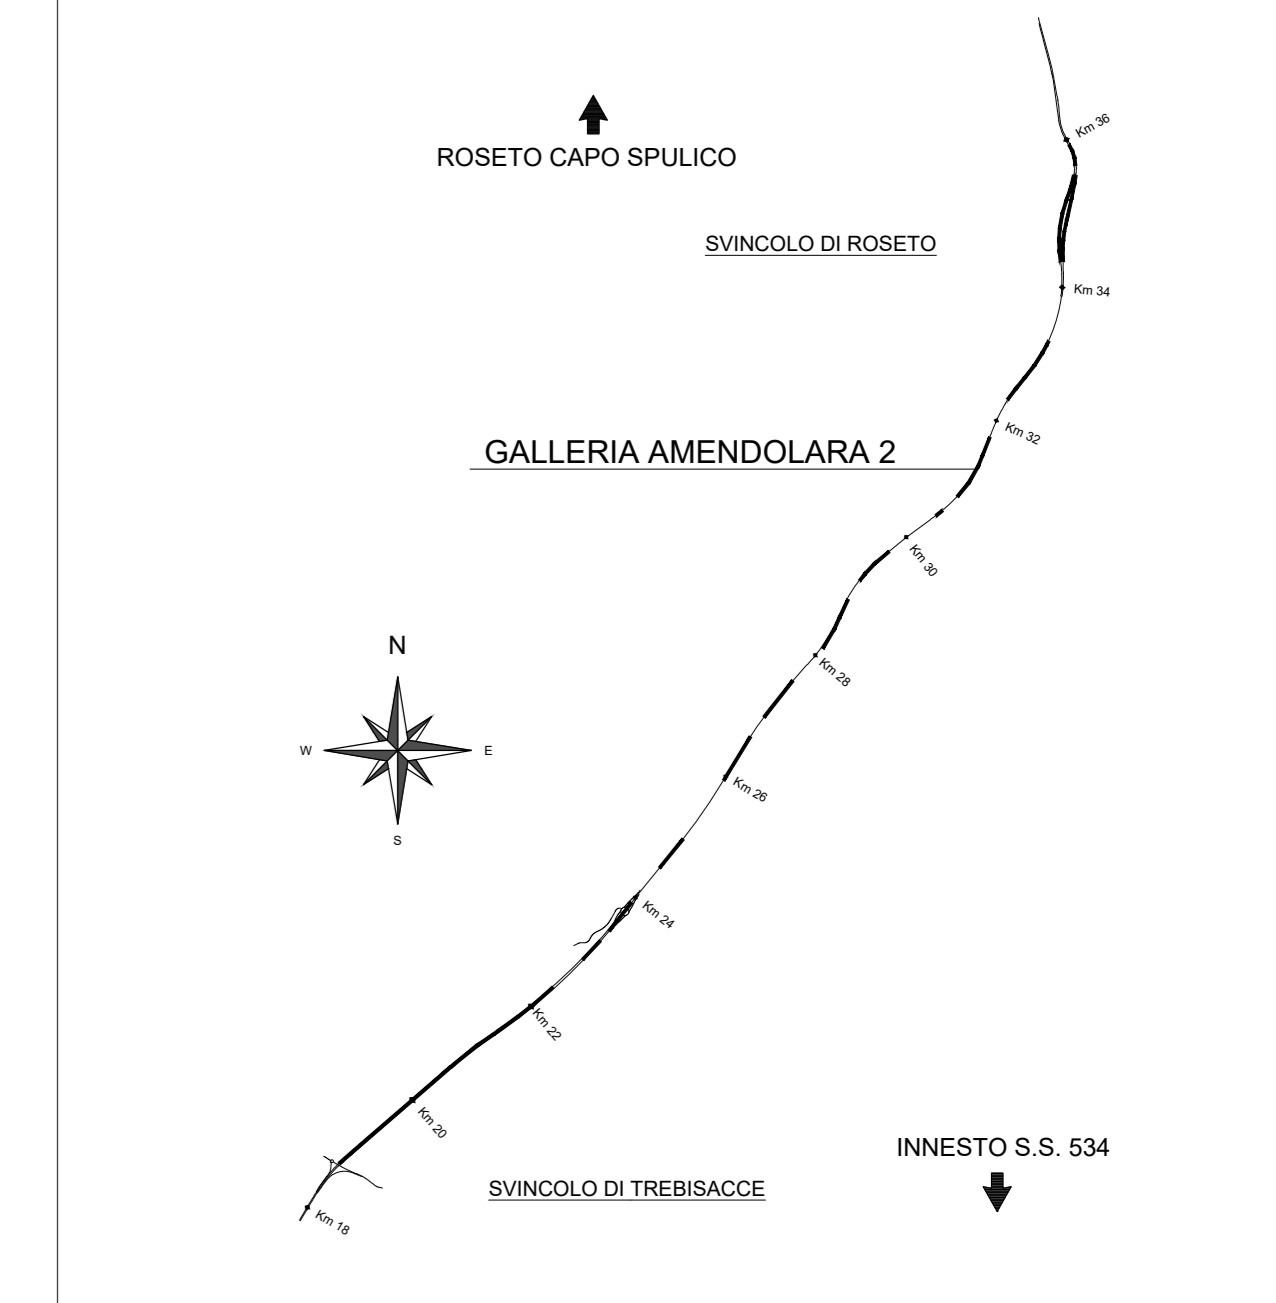 Km 36
ROSETO CAPO SPULICO
SVINCOLO DI ROSETO
Km 34
Km 32
GALLERIA AMENDOLARA 2
Km 30
N
Km 28
W
E
Km 26
S
Km 24
Km 22
Km 20
INNESTO S.S. 534
SVINCOLO DI TREBISACCE
Km 18